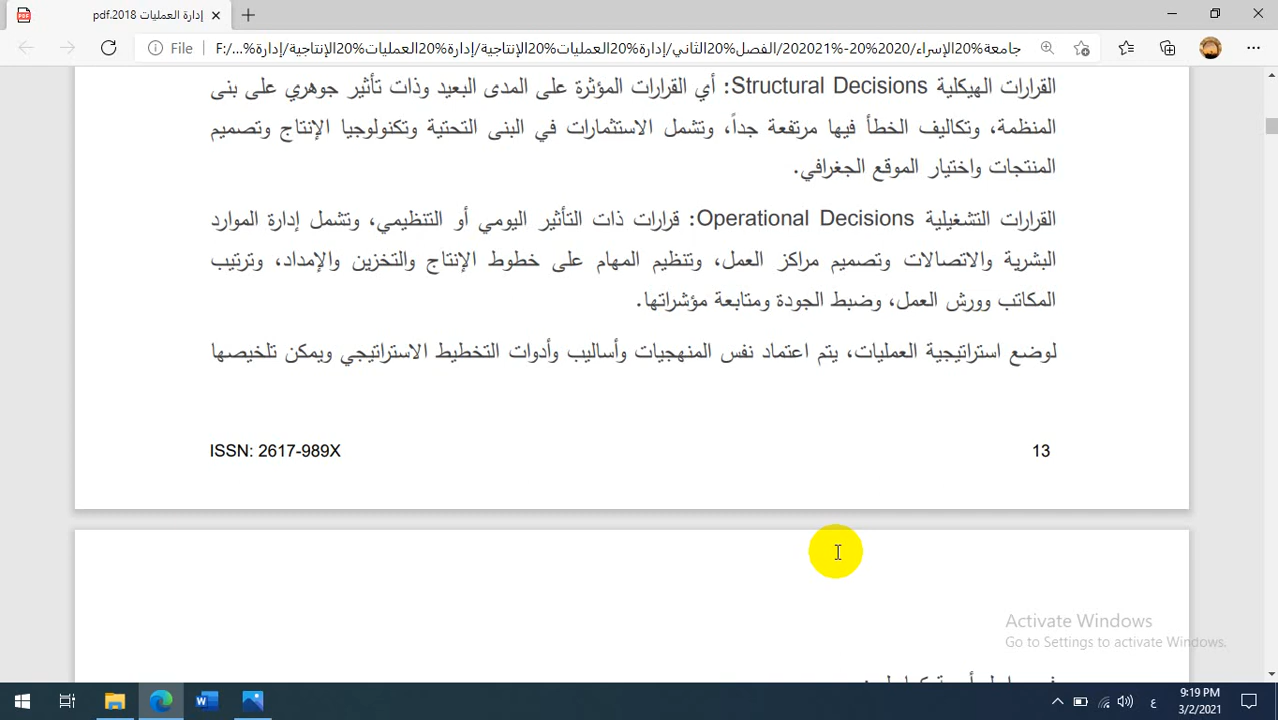 إدارة العمليات 2018.pdf
File
F:/جامعة%20الإسراء/2020%20-%202021/الفصل%20الثاني/إدارة%20العمليات%20الإنتاجية/إدارة%20العمليات%20الإنتاجية/إدارة%...
القرارات الهيكلية Structural Decisions: أي القرارات المؤثرة على المدى البعيد وذات تأثير جوهري على بنى
المنظمة، وتكاليف الخطأ فيها مرتفعة جداً، وتشمل الاستثمارات في البنى التحتية وتكنولوجيا الإنتاج وتصميم
المنتجات واختيار الموقع الجغرافي.
القرارات التشغيلية Operational Decisions: قرارات ذات التأثير اليومي أو التنظيمي، وتشمل إدارة الموارد
البشرية والاتصالات وتصميم مراكز العمل، وتنظيم المهام على خطوط الإنتاج والتخزين والإمداد، وترتيب
المكاتب وورش العمل، وضبط الجودة ومتابعة مؤشراتها.
لوضع استراتيجية العمليات، يتم اعتماد نفس المنهجيات وأساليب وأدوات التخطيط الاستراتيجي ويمكن تلخيصها
ISSN: 2617-989X
13
Activate Windows
Go to Settings to activate Windows.
ع
9:19 PM
3/2/2021